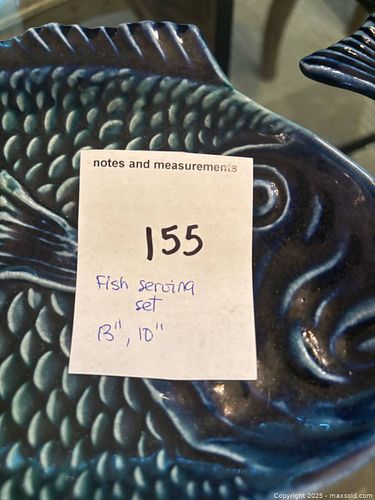 notes and measurements
155
Fish serving
set
13", 10"
Copyright 2025 - maxsold.com